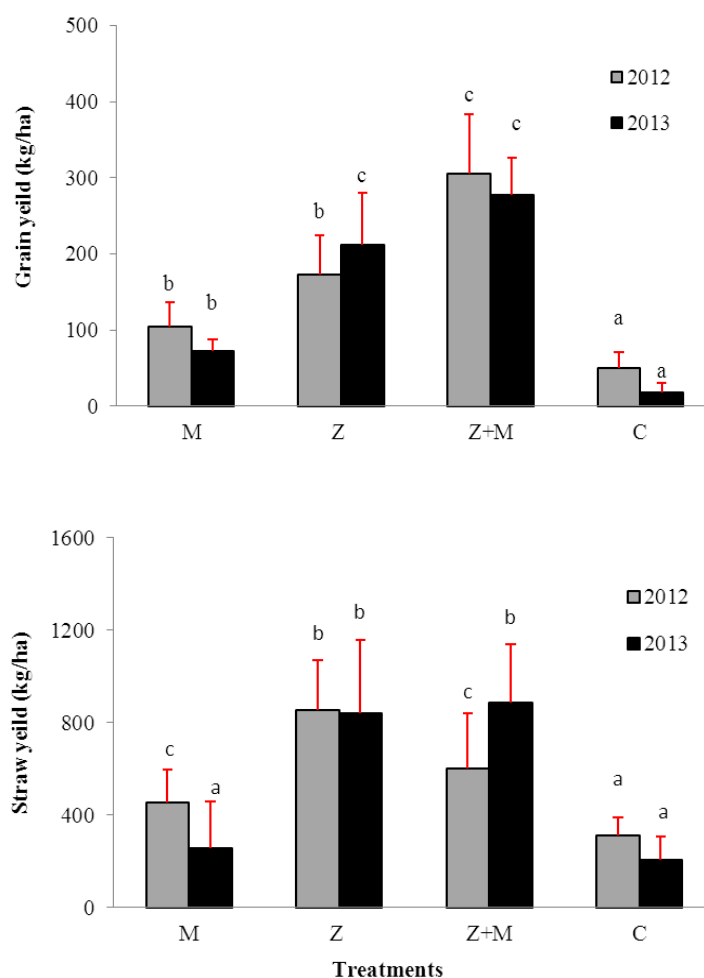 500
400
300
200
100
0
Grain yeild (kg/ha)
2012
2013
b
b
b
c
c
c
a
a
M Z Z+M C
1600
1200
800
400
0
Straw yeild (kg/ha)
2012
2013
c
a
b
b
c
b
a
a
M Z Z+M C
Treatments